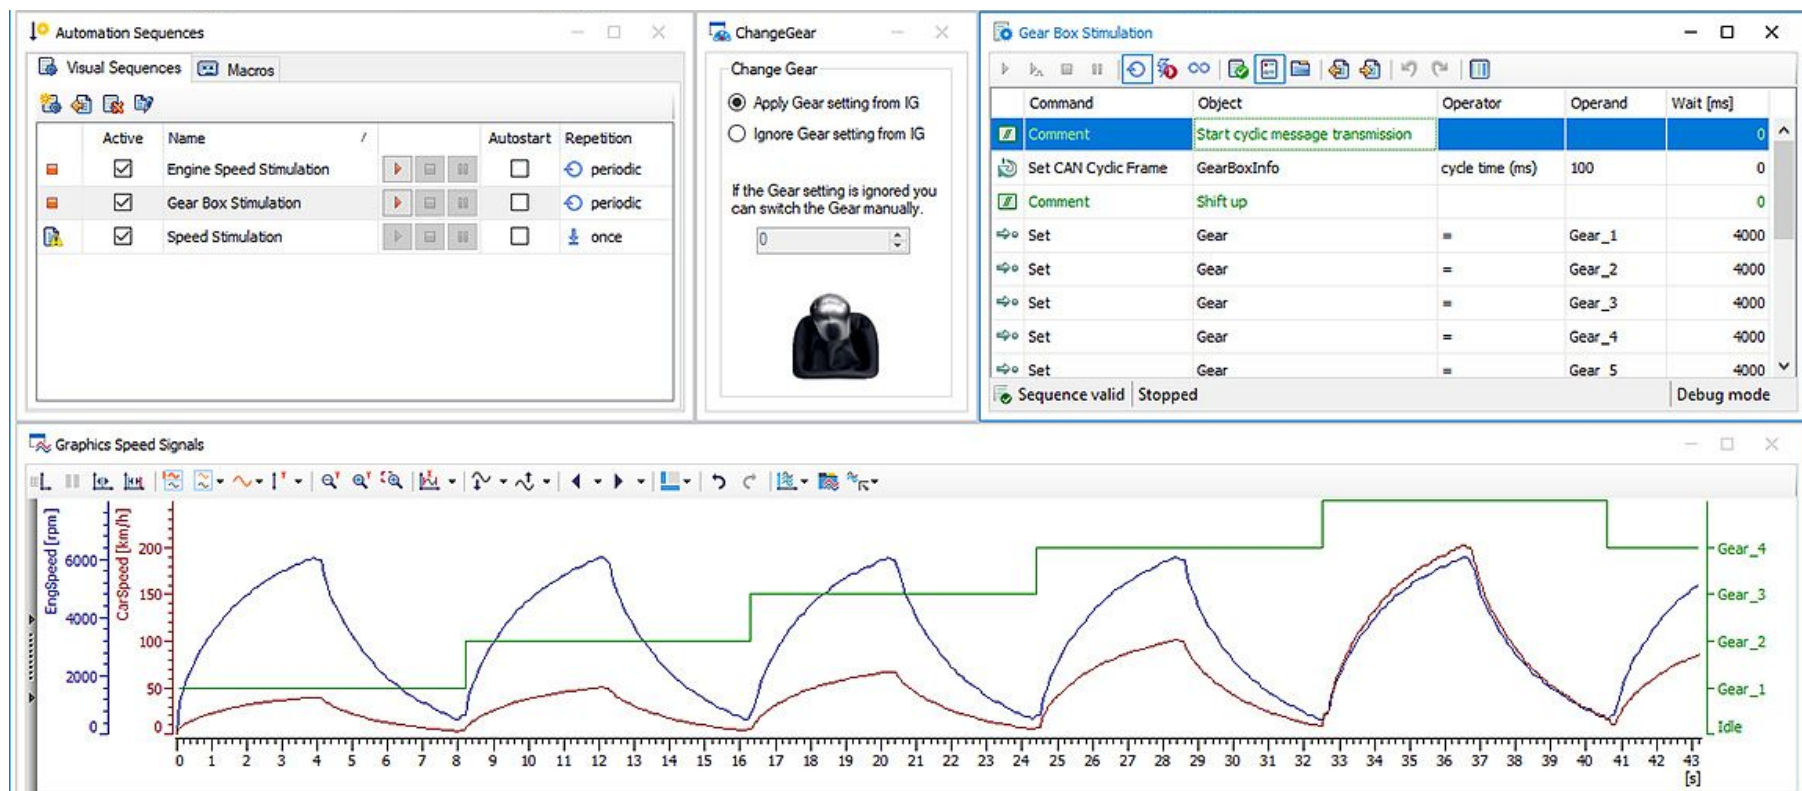 Automation Sequences
Visual Sequences Macros
Active Name / Autostart Repetition
Engine Speed Stimulation periodic
Gear Box Stimulation periodic
Speed Stimulation once
ChangeGear
Change Gear
Apply Gear setting from IG
Ignore Gear setting from IG
If the Gear setting is ignored you
can switch the Gear manually.
0
Gear Box Stimulation
Command Object Operator Operand Wait [ms]
Comment Start cyclic message transmission 0
Set CAN Cyclic Frame GearBoxInfo cycle time (ms) 100 0
Comment Shift up 0
Set Gear = Gear_1 4000
Set Gear = Gear_2 4000
Set Gear = Gear_3 4000
Set Gear = Gear_4 4000
Set Gear = Gear_5 4000
Sequence valid Stopped Debug mode
Graphics Speed Signals
EngSpeed [rpm]
6000
4000
2000
0
CarSpeed [km/h]
200
150
100
50
0
Gear_4
Gear_3
Gear_2
Gear_1
Idle
0 1 2 3 4 5 6 7 8 9 10 11 12 13 14 15 16 17 18 19 20 21 22 23 24 25 26 27 28 29 30 31 32 33 34 35 36 37 38 39 40 41 42 43
[s]